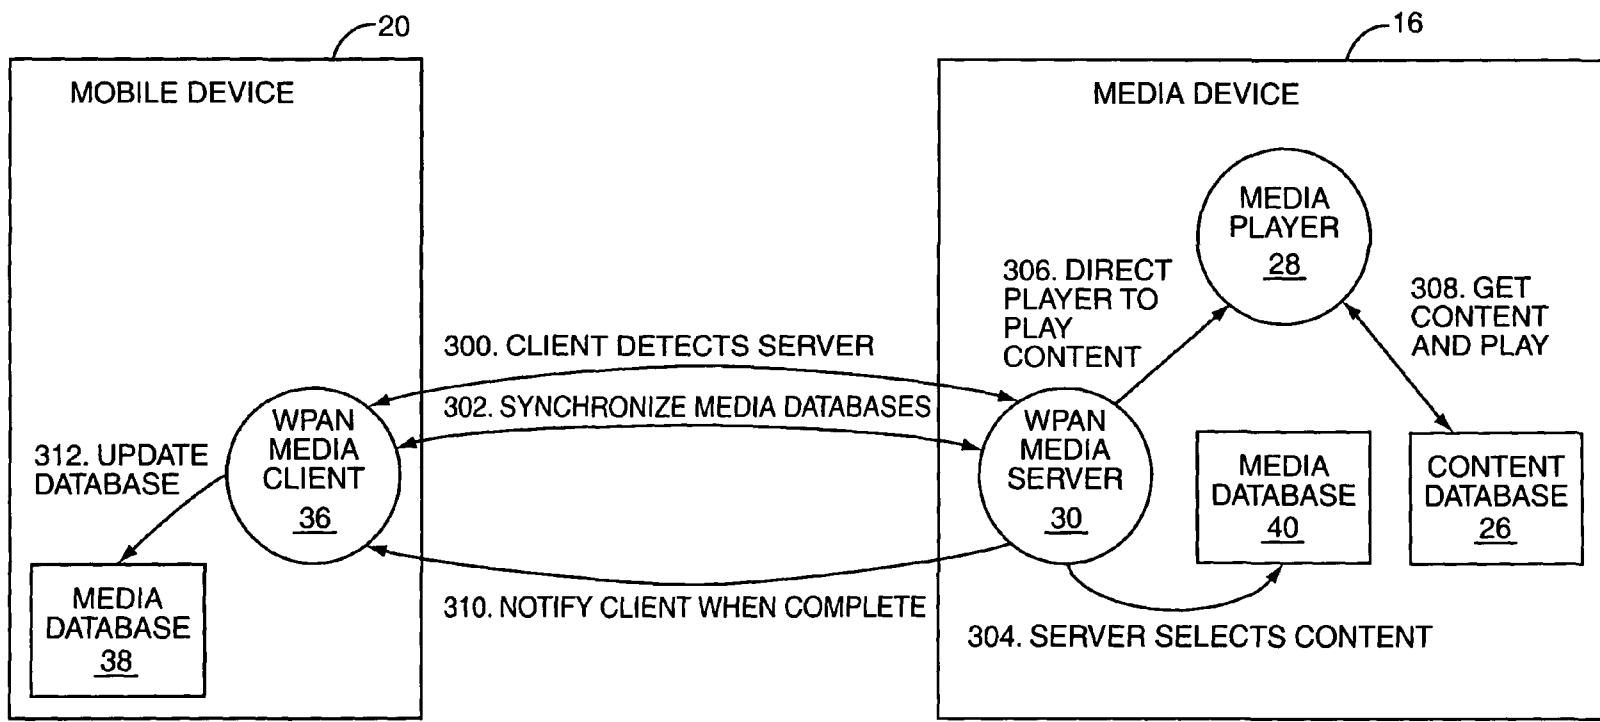 20
16
MOBILE DEVICE
MEDIA DEVICE
MEDIA
PLAYER
28
306. DIRECT
PLAYER TO
PLAY
CONTENT
308. GET
CONTENT
AND PLAY
300. CLIENT DETECTS SERVER
302. SYNCHRONIZE MEDIA DATABASES
WPAN
MEDIA
CLIENT
36
WPAN
MEDIA
SERVER
30
312. UPDATE
DATABASE
MEDIA
DATABASE
40
CONTENT
DATABASE
26
MEDIA
DATABASE
38
310. NOTIFY CLIENT WHEN COMPLETE
304. SERVER SELECTS CONTENT